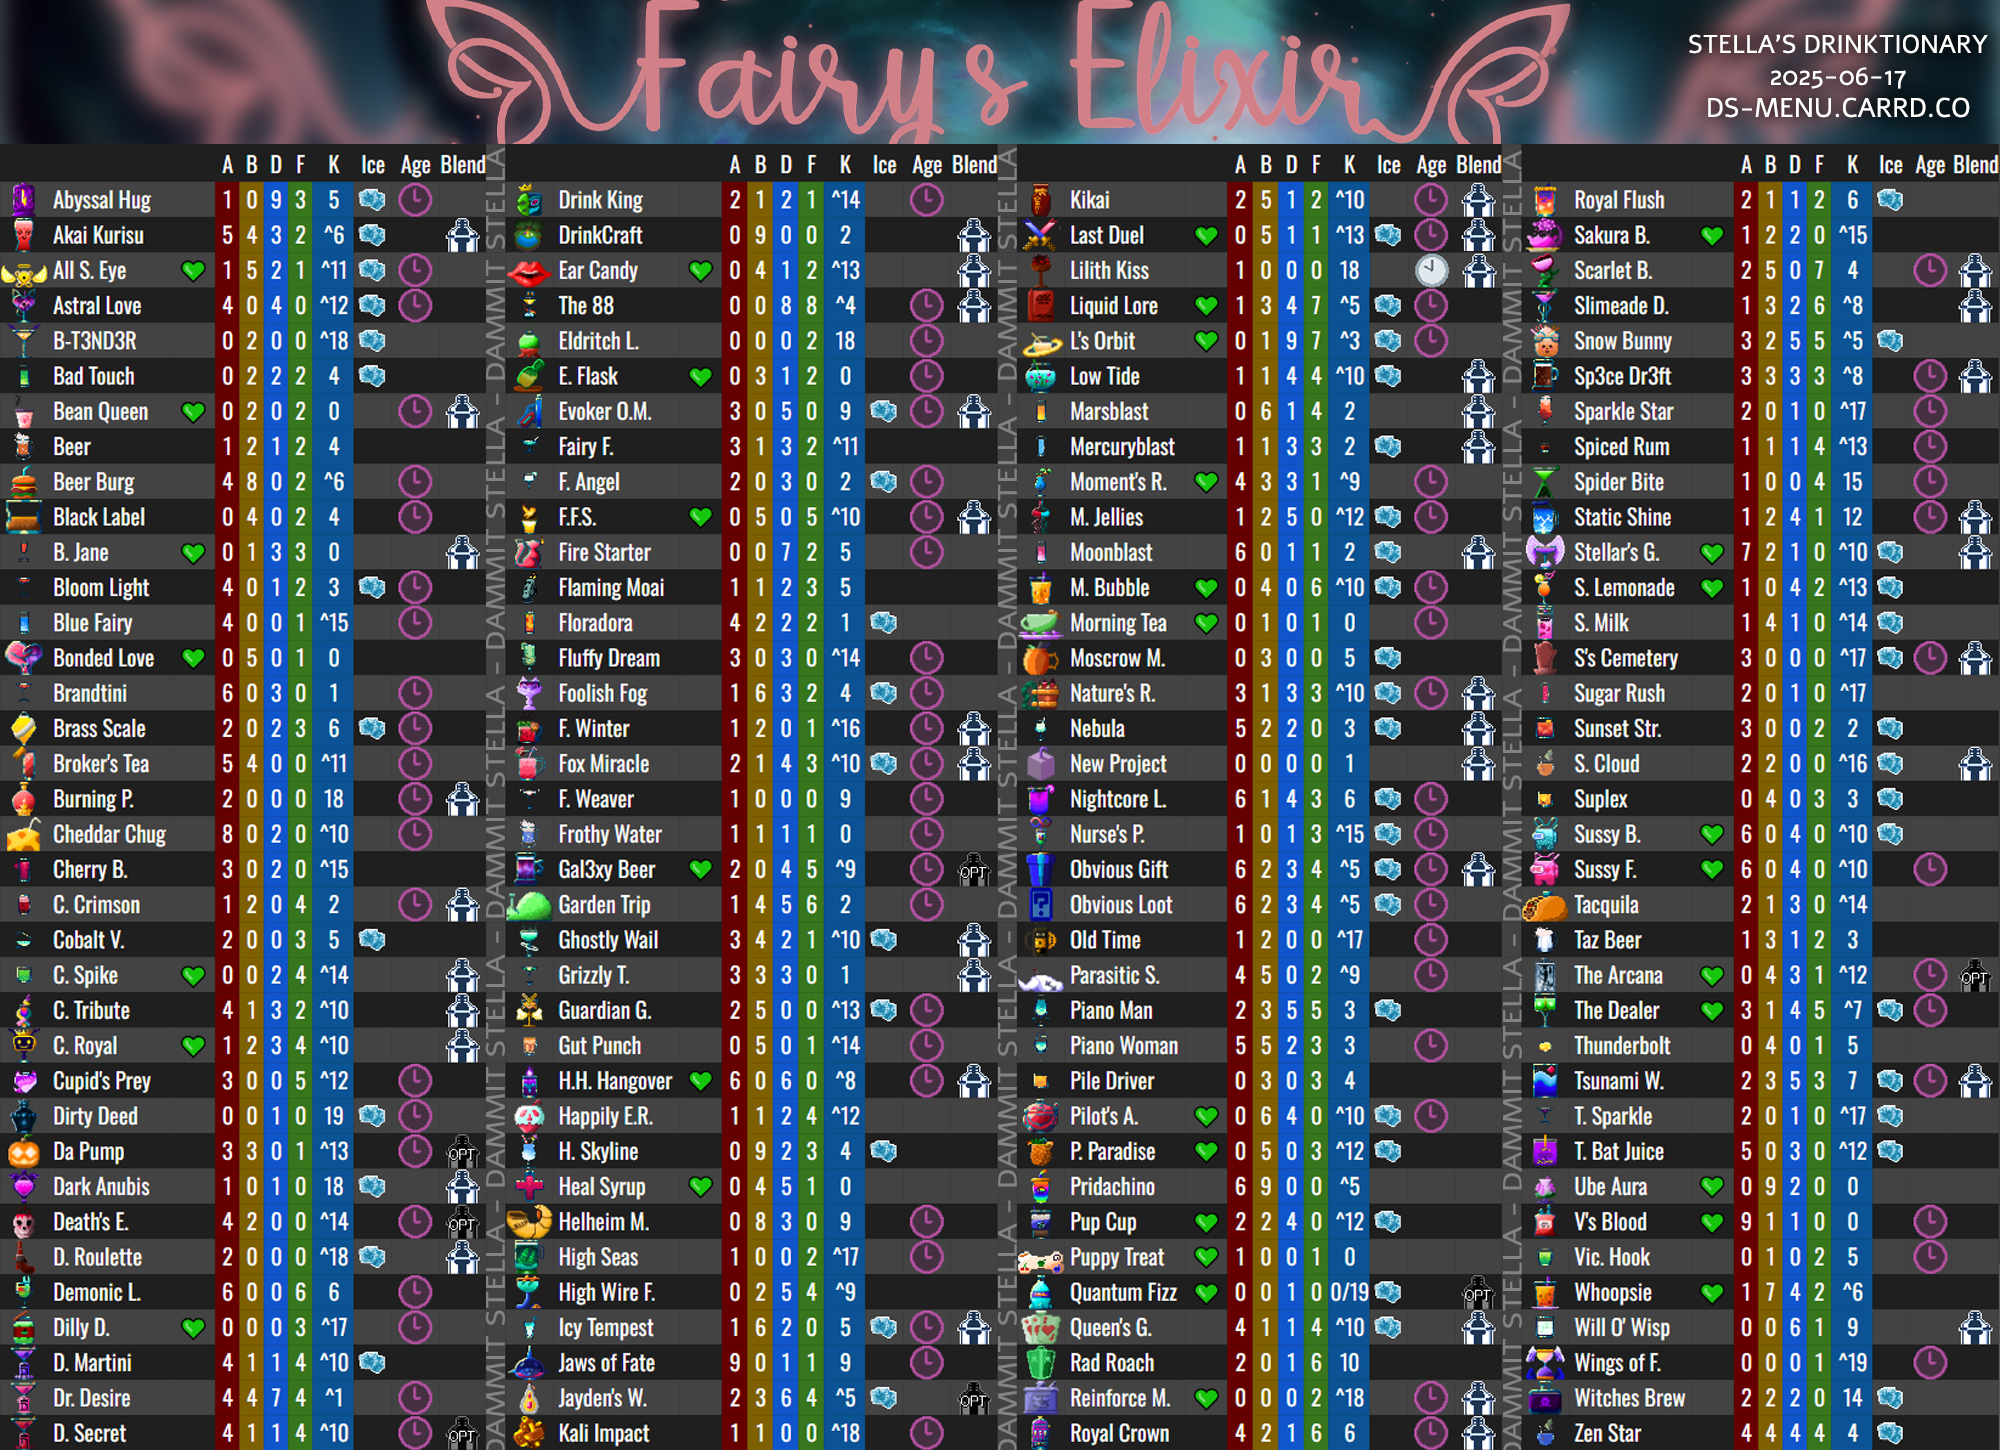 Fairy's Elixir
STELLA'S DRINKTIONARY
2025-06-17
DS-MENU.CARRD.CO
A B D F K Ice Age Blend
Abyssal Hug 1 0 9 3 5
Akai Kurisu 5 4 3 2 ^6
All S. Eye 1 5 2 1 ^11
Astral Love 4 0 4 0 ^12
B-T3ND3R 0 2 0 0 ^18
Bad Touch 0 2 2 2 4
Bean Queen 0 2 0 2 0
Beer 1 2 1 2 4
Beer Burg 4 8 0 2 ^6
Black Label 0 4 0 2 4
B. Jane 0 1 3 3 0
Bloom Light 4 0 1 2 3
Blue Fairy 4 0 0 1 ^15
Bonded Love 0 5 0 1 0
Brandtini 6 0 3 0 1
Brass Scale 2 0 2 3 6
Broker's Tea 5 4 0 0 ^11
Burning P. 2 0 0 0 18
Cheddar Chug 8 0 2 0 ^10
Cherry B. 3 0 2 0 ^15
C. Crimson 1 2 0 4 2
Cobalt V. 2 0 0 3 5
C. Spike 0 0 2 4 ^14
C. Tribute 4 1 3 2 ^10
C. Royal 1 2 3 4 ^10
Cupid's Prey 3 0 0 5 ^12
Dirty Deed 0 0 1 0 19
Da Pump 3 3 0 1 ^13 OPT
Dark Anubis 1 0 1 0 18
Death's E. 4 2 0 0 ^14 OPT
D. Roulette 2 0 0 0 ^18
Demonic L. 6 0 0 6 6
Dilly D. 0 0 0 3 ^17
D. Martini 4 1 1 4 ^10
Dr. Desire 4 4 7 4 ^1
D. Secret 4 1 1 4 ^10 OPT
DAMMIT STELLA - DAMMIT STELLA - DAMMIT STELLA - DAMMIT STELLA
A B D F K Ice Age Blend
Drink King 2 1 2 1 ^14
DrinkCraft 0 9 0 0 2
Ear Candy 0 4 1 2 ^13
The 88 0 0 8 8 ^4
Eldritch L. 0 0 0 2 18
E. Flask 0 3 1 2 0
Evoker O.M. 3 0 5 0 9
Fairy F. 3 1 3 2 ^11
F. Angel 2 0 3 0 2
F.F.S. 0 5 0 5 ^10
Fire Starter 0 0 7 2 5
Flaming Moai 1 1 2 3 5
Floradora 4 2 2 2 1
Fluffy Dream 3 0 3 0 ^14
Foolish Fog 1 6 3 2 4
F. Winter 1 2 0 1 ^16
Fox Miracle 2 1 4 3 ^10
F. Weaver 1 0 0 0 9
Frothy Water 1 1 1 1 0
Gal3xy Beer 2 0 4 5 ^9 OPT
Garden Trip 1 4 5 6 2
Ghostly Wail 3 4 2 1 ^10
Grizzly T. 3 3 3 0 1
Guardian G. 2 5 0 0 ^13
Gut Punch 0 5 0 1 ^14
H.H. Hangover 6 0 6 0 ^8
Happily E.R. 1 1 2 4 ^12
H. Skyline 0 9 2 3 4
Heal Syrup 0 4 5 1 0
Helheim M. 0 8 3 0 9
High Seas 1 0 0 2 ^17
High Wire F. 0 2 5 4 ^9
Icy Tempest 1 6 2 0 5
Jaws of Fate 9 0 1 1 9
Jayden's W. 2 3 6 4 ^5 OPT
Kali Impact 1 1 0 0 ^18
DAMMIT STELLA - DAMMIT STELLA - DAMMIT STELLA - DAMMIT STELLA
A B D F K Ice Age Blend
Kikai 2 5 1 2 ^10
Last Duel 0 5 1 1 ^13
Lilith Kiss 1 0 0 0 18
Liquid Lore 1 3 4 7 ^5
L's Orbit 0 1 9 7 ^3
Low Tide 1 1 4 4 ^10
Marsblast 0 6 1 4 2
Mercuryblast 1 1 3 3 2
Moment's R. 4 3 3 1 ^9
M. Jellies 1 2 5 0 ^12
Moonblast 6 0 1 1 2
M. Bubble 0 4 0 6 ^10
Morning Tea 0 1 0 1 0
Moscrow M. 0 3 0 0 5
Nature's R. 3 1 3 3 ^10
Nebula 5 2 2 0 3
New Project 0 0 0 0 1
Nightcore L. 6 1 4 3 6
Nurse's P. 1 0 1 3 ^15
Obvious Gift 6 2 3 4 ^5
Obvious Loot 6 2 3 4 ^5
Old Time 1 2 0 0 ^17
Parasitic S. 4 5 0 2 ^9
Piano Man 2 3 5 5 3
Piano Woman 5 5 2 3 3
Pile Driver 0 3 0 3 4
Pilot's A. 0 6 4 0 ^10
P. Paradise 0 5 0 3 ^12
Pridachino 6 9 0 0 ^5
Pup Cup 2 2 4 0 ^12
Puppy Treat 1 0 0 1 0
Quantum Fizz 0 0 1 0 0/19 OPT
Queen's G. 4 1 1 4 ^10
Rad Roach 2 0 1 6 10
Reinforce M. 0 0 0 2 ^18
Royal Crown 4 2 1 6 6
DAMMIT STELLA - DAMMIT STELLA - DAMMIT STELLA - DAMMIT STELLA
A B D F K Ice Age Blend
Royal Flush 2 1 1 2 6
Sakura B. 1 2 2 0 ^15
Scarlet B. 2 5 0 7 4
Slimeade D. 1 3 2 6 ^8
Snow Bunny 3 2 5 5 ^5
Sp3ce Dr3ft 3 3 3 3 ^8
Sparkle Star 2 0 1 0 ^17
Spiced Rum 1 1 1 4 ^13
Spider Bite 1 0 0 4 15
Static Shine 1 2 4 1 12
Stellar's G. 7 2 1 0 ^10
S. Lemonade 1 0 4 2 ^13
S. Milk 1 4 1 0 ^14
S's Cemetery 3 0 0 0 ^17
Sugar Rush 2 0 1 0 ^17
Sunset Str. 3 0 0 2 2
S. Cloud 2 2 0 0 ^16
Suplex 0 4 0 3 3
Sussy B. 6 0 4 0 ^10
Sussy F. 6 0 4 0 ^10
Tacquila 2 1 3 0 ^14
Taz Beer 1 3 1 2 3
The Arcana 0 4 3 1 ^12 OPT
The Dealer 3 1 4 5 ^7
Thunderbolt 0 4 0 1 5
Tsunami W. 2 3 5 3 7
T. Sparkle 2 0 1 0 ^17
T. Bat Juice 5 0 3 0 ^12
Ube Aura 0 9 2 0 0
V's Blood 9 1 1 0 0
Vic. Hook 0 1 0 2 5
Whoopsie 1 7 4 2 ^6
Will O' Wisp 0 0 6 1 9
Wings of F. 0 0 0 1 ^19
Witches Brew 2 2 2 0 14
Zen Star 4 4 4 4 4